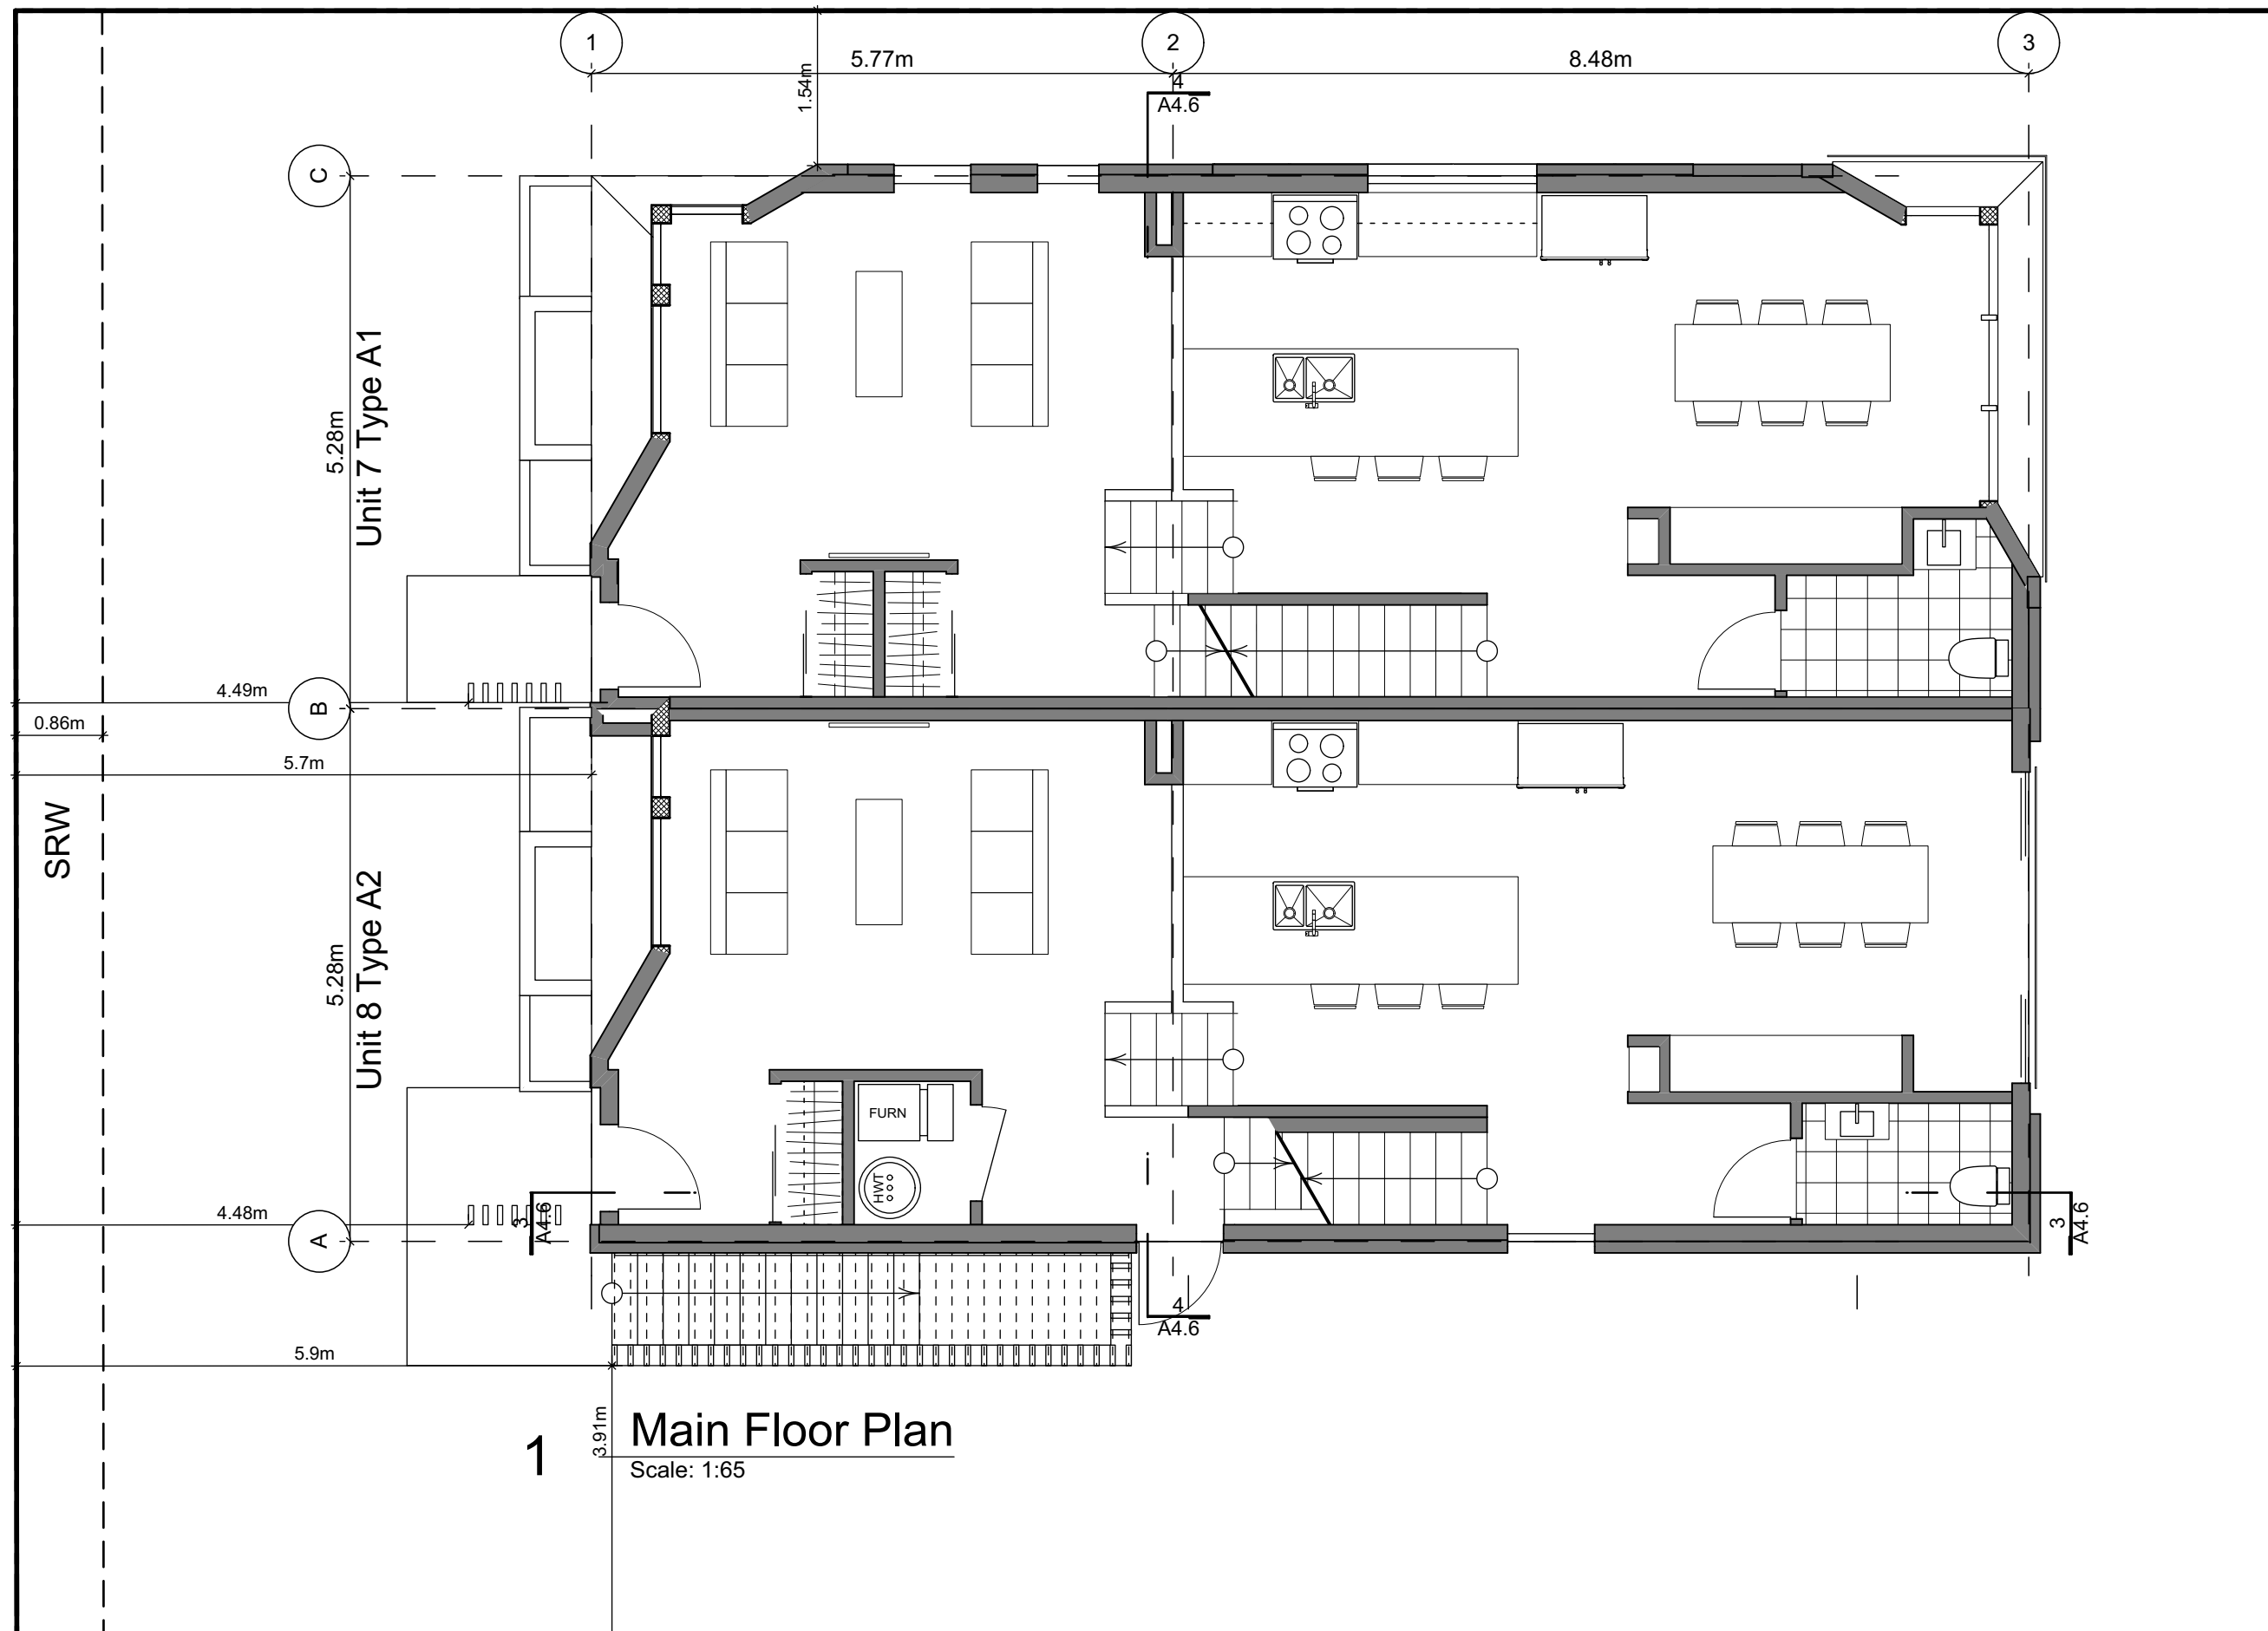 1
2
3
5.77m
8.48m
1.54m
4
A4.6
C
Unit 7 Type A1
5.28m
4.49m
B
0.86m
5.7m
SRW
Unit 8 Type A2
5.28m
FURN
HWT
4.48m
A
3
A4.6
3
A4.6
4
A4.6
5.9m
3.91m
1
Main Floor Plan
Scale: 1:65